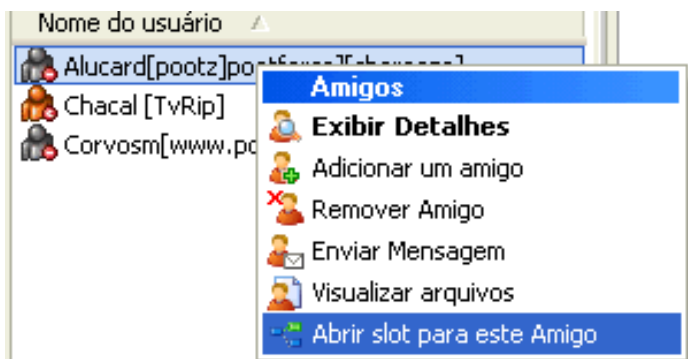 Nome do usuário
Alucard[pootz]
Amigos
Chacal [TvRip]
Exibir Detalhes
Corvosm[www.po
Adicionar um amigo
Remover Amigo
Enviar Mensagem
Visualizar arquivos
Abrir slot para este Amigo